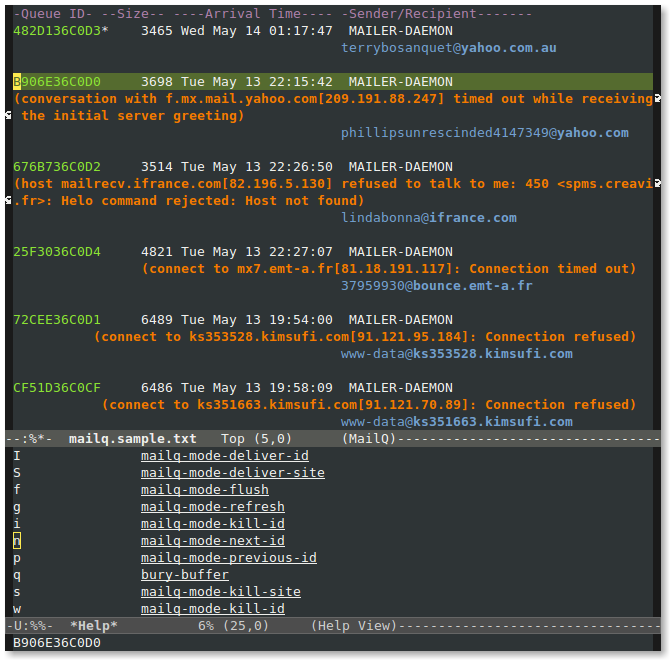 -Queue ID- --Size-- ----Arrival Time---- -Sender/Recipient-------
482D136C0D3*    3465 Wed May 14 01:17:47  MAILER-DAEMON
                                         terrybosanquet@yahoo.com.au
B906E36C0D0     3698 Tue May 13 22:15:42  MAILER-DAEMON
(conversation with f.mx.mail.yahoo.com[209.191.88.247] timed out while receiving
 the initial server greeting)
                                         phillipsunrescinded4147349@yahoo.com
676B736C0D2     3514 Tue May 13 22:26:50  MAILER-DAEMON
(host mailrecv.ifrance.com[82.196.5.130] refused to talk to me: 450 <spms.creavi
.fr>: Helo command rejected: Host not found)
                                         lindabonna@ifrance.com
25F3036C0D4     4821 Tue May 13 22:27:07  MAILER-DAEMON
                (connect to mx7.emt-a.fr[81.18.191.117]: Connection timed out)
                                         37959930@bounce.emt-a.fr
72CEE36C0D1     6489 Tue May 13 19:54:00  MAILER-DAEMON
          (connect to ks353528.kimsufi.com[91.121.95.184]: Connection refused)
                                         www-data@ks353528.kimsufi.com
CF51D36C0CF     6486 Tue May 13 19:58:09  MAILER-DAEMON
           (connect to ks351663.kimsufi.com[91.121.70.89]: Connection refused)
                                         www-data@ks351663.kimsufi.com
--:%*-  mailq.sample.txt   Top (5,0)      (MailQ)---------------------------------
I               mailq-mode-deliver-id
S               mailq-mode-deliver-site
f               mailq-mode-flush
g               mailq-mode-refresh
i               mailq-mode-kill-id
n               mailq-mode-next-id
p               mailq-mode-previous-id
q               bury-buffer
s               mailq-mode-kill-site
w               mailq-mode-kill-id
-U:%%-  *Help*          6% (25,0)     (Help View)---------------------------------
B906E36C0D0